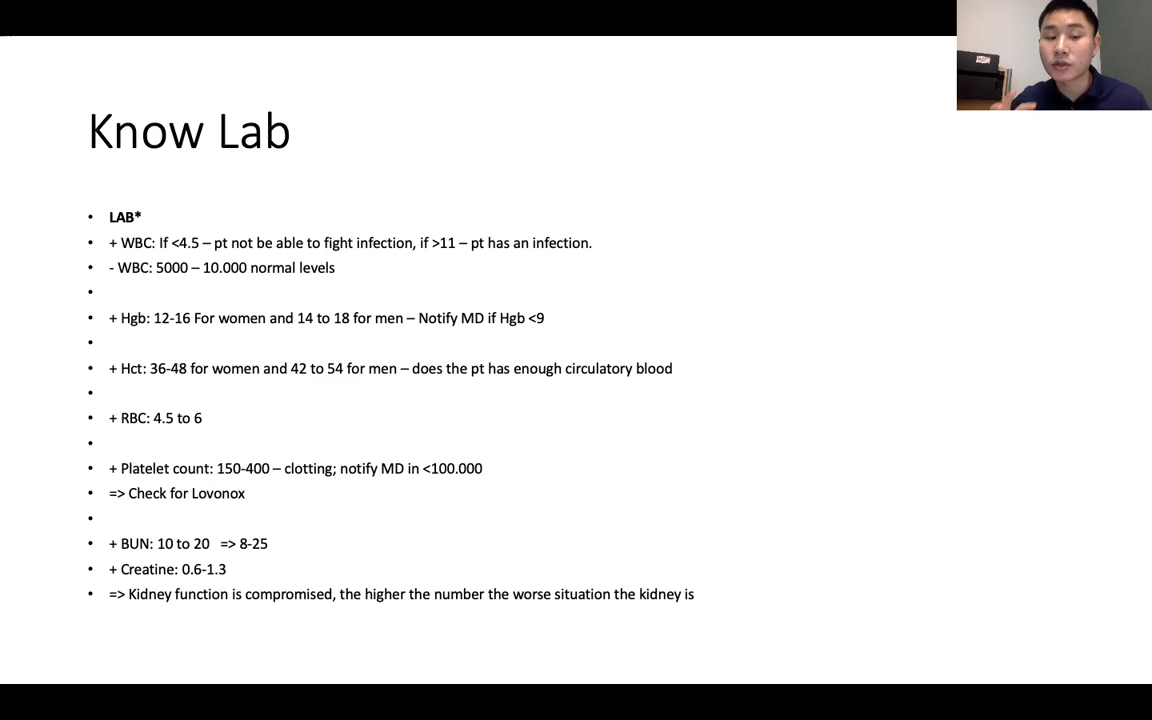 Know Lab
• LAB*
• + WBC: If <4.5 – pt not be able to fight infection, if >11 – pt has an infection.
• - WBC: 5000 – 10.000 normal levels
•
• + Hgb: 12-16 For women and 14 to 18 for men – Notify MD if Hgb <9
•
• + Hct: 36-48 for women and 42 to 54 for men – does the pt has enough circulatory blood
•
• + RBC: 4.5 to 6
•
• + Platelet count: 150-400 – clotting; notify MD in <100.000
• => Check for Lovonox
•
• + BUN: 10 to 20   => 8-25
• + Creatine: 0.6-1.3
• => Kidney function is compromised, the higher the number the worse situation the kidney is